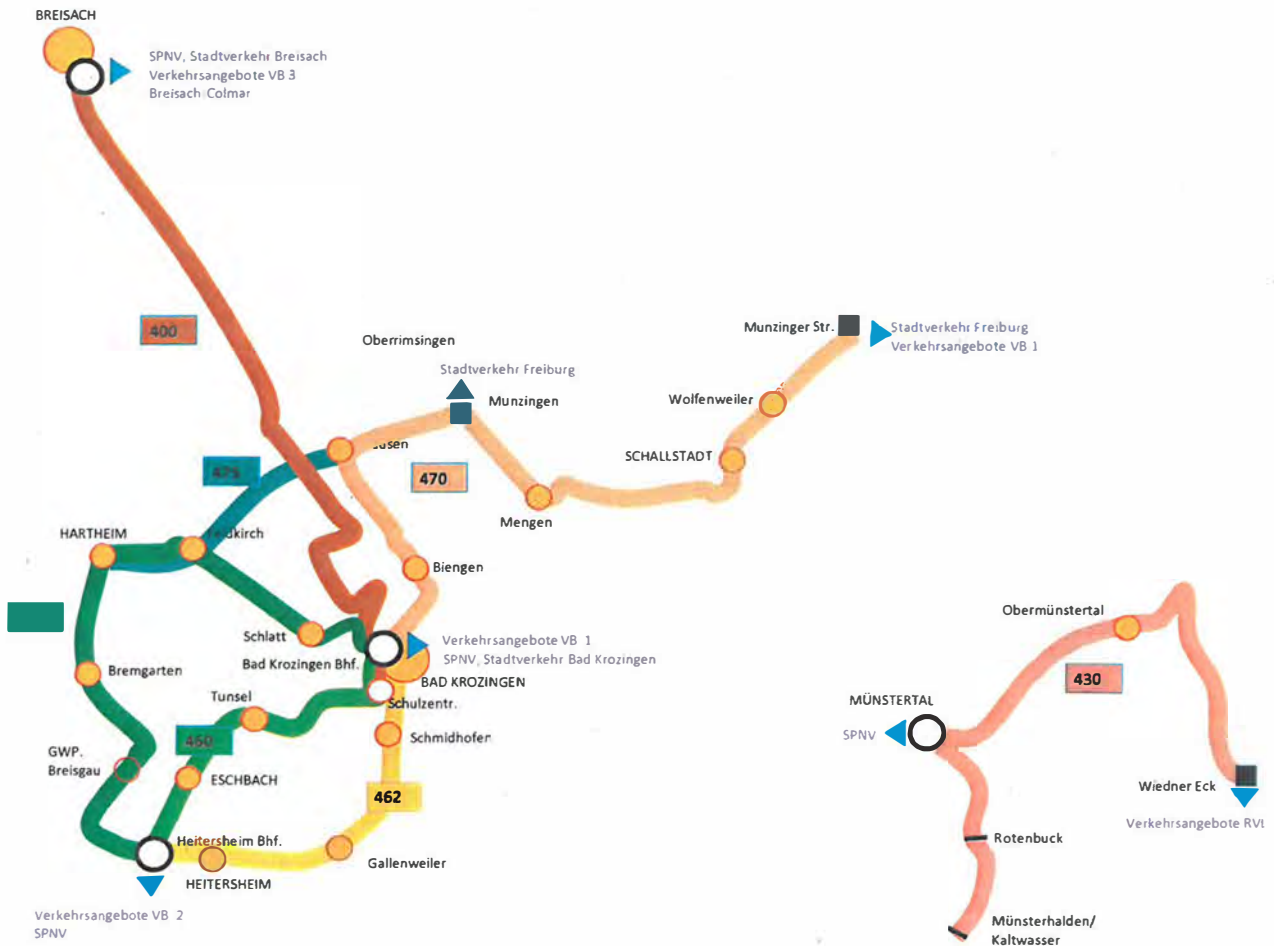 BREISACH
SPNV, Stadtverkehr Breisach
Verkehrsangebote VB 3
Breisach Colmar
400
Oberrimsingen
Stadtverkehr Freiburg
Munzingen
Munzinger Str.
Stadtverkehr Freiburg
Verkehrsangebote VB 1
Wolfenweiler
SCHALLSTADT
470
Mengen
HARTHEIM
Biengen
Schlatt
Bad Krozingen Bhf.
Verkehrsangebote VB 1
SPNV, Stadtverkehr Bad Krozingen
BAD KROZINGEN
Bremgarten
Tunsel
Schulzentr.
Schmidhofen
460
GWP.
Breisgau
ESCHBACH
462
Heitersheim Bhf.
HEITERSHEIM
Gallenweiler
Verkehrsangebote VB 2
SPNV
Obermünstertal
430
MÜNSTERTAL
SPNV
Wiedner Eck
Verkehrsangebote RVL
Rotenbuck
Münsterhalden/
Kaltwasser